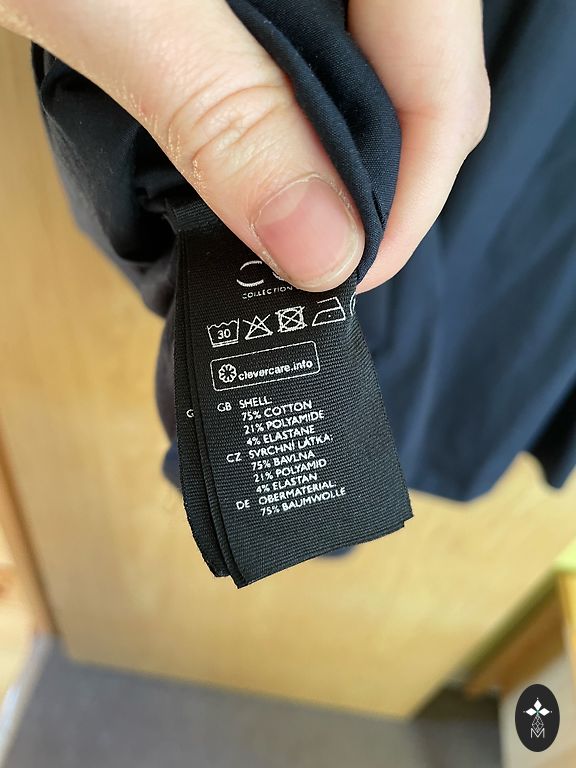 COLLECTION
30
clevercare.info
G GB SHELL:
75% COTTON
21% POLYAMIDE
4% ELASTANE
CZ SVRCHNÍ LÁTKA:
75% BAVLNA
21% POLYAMID
4% ELASTAN
DE OBERMATERIAL:
75% BAUMWOLLE
M